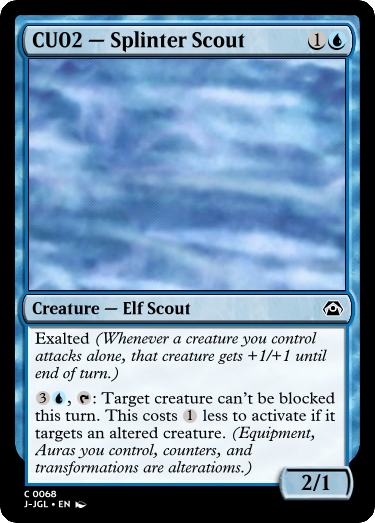 CU02 — Splinter Scout 1
Creature — Elf Scout
Exalted (Whenever a creature you control
attacks alone, that creature gets +1/+1 until
end of turn.)
3, : Target creature can't be blocked
this turn. This costs 1 less to activate if it
targets an altered creature. (Equipment,
Auras you control, counters, and
transformations are alterations.)
2/1
C 0068
J-JGL • EN